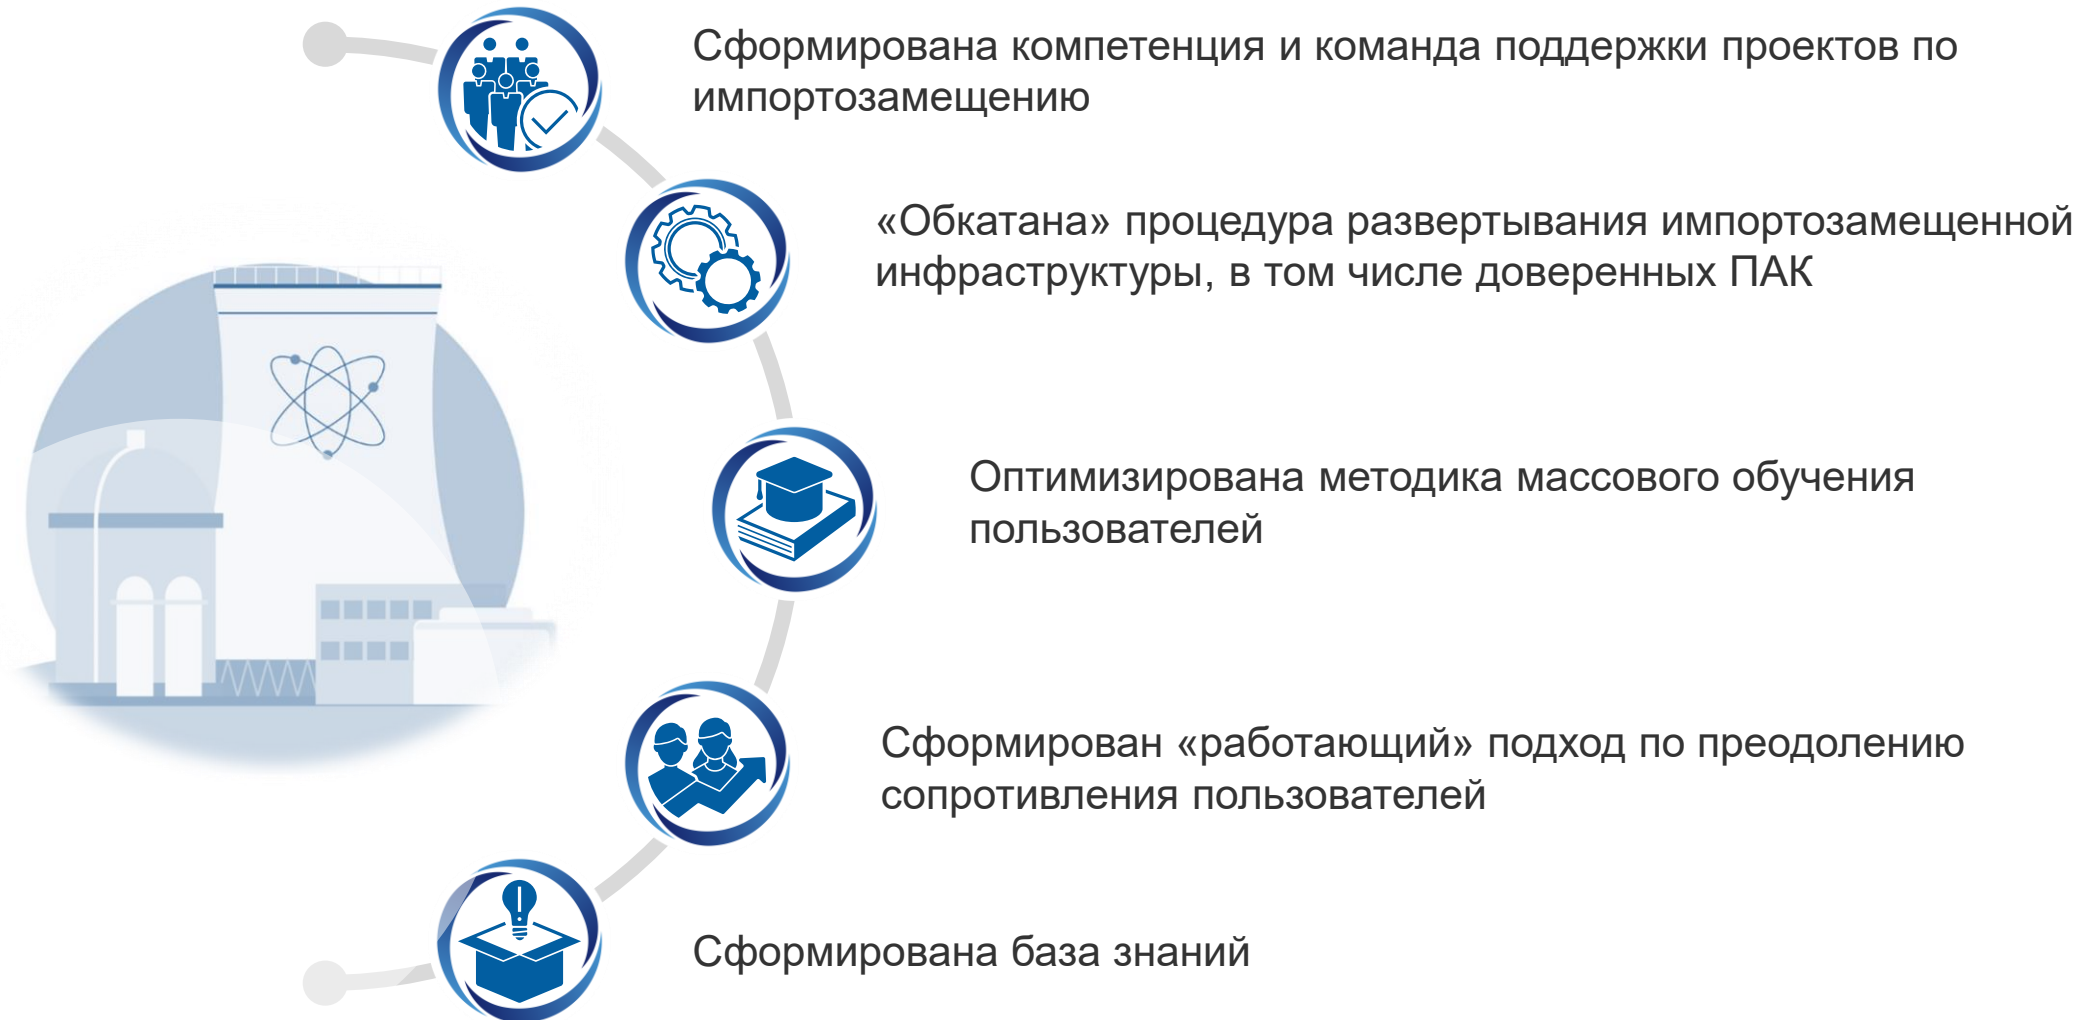 Сформирована компетенция и команда поддержки проектов по
импортозамещению
«Обкатана» процедура развертывания импортозамещенной
инфраструктуры, в том числе доверенных ПАК
Оптимизирована методика массового обучения
пользователей
Сформирован «работающий» подход по преодолению
сопротивления пользователей
Сформирована база знаний